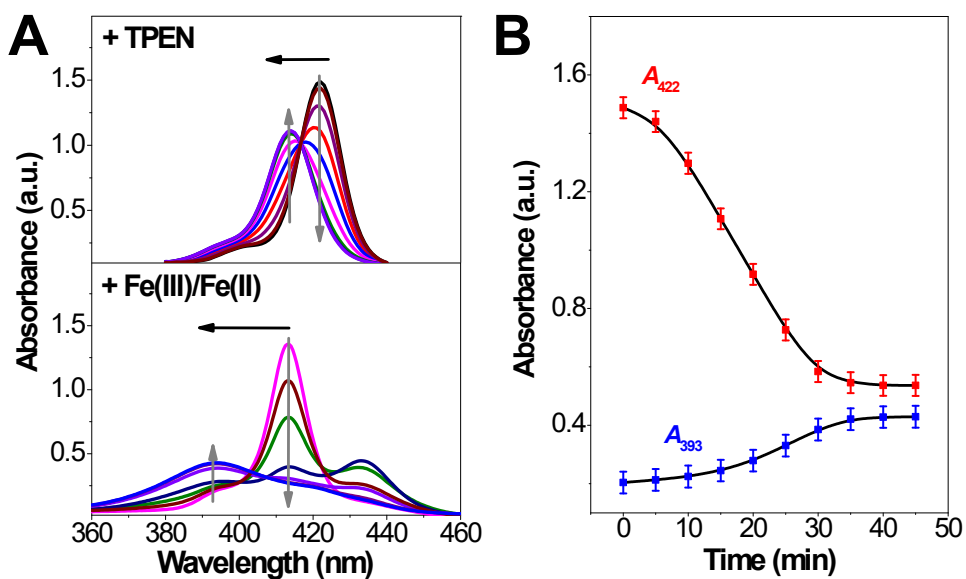 A
+ TPEN
1.5
1.0
0.5
+ Fe(III)/Fe(II)
1.5
1.0
0.5
Absorbance (a.u.)
360 380 400 420 440 460
Wavelength (nm)
B
A422
A393
1.6
1.2
0.8
0.4
Absorbance (a.u.)
0 10 20 30 40 50
Time (min)